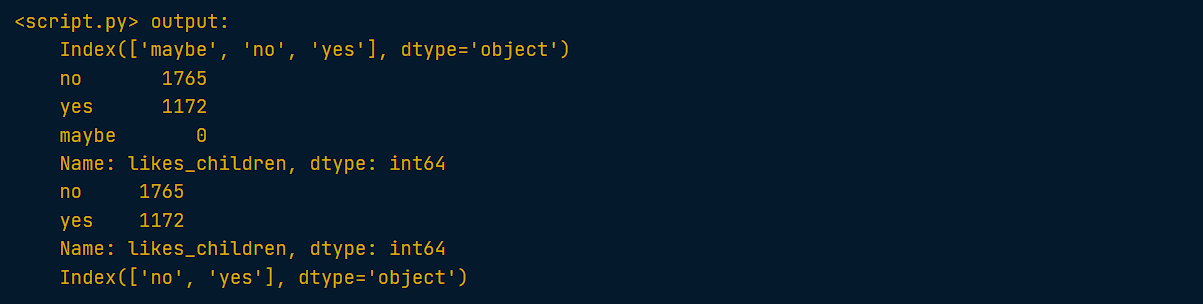 <script.py> output:
    Index(['maybe', 'no', 'yes'], dtype='object')
    no       1765
    yes      1172
    maybe       0
    Name: likes_children, dtype: int64
    no     1765
    yes    1172
    Name: likes_children, dtype: int64
    Index(['no', 'yes'], dtype='object')